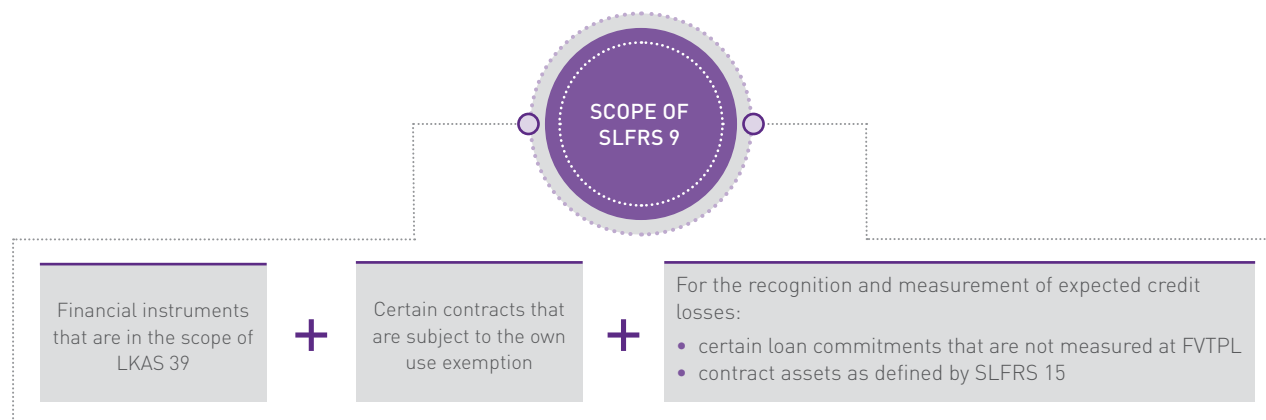 SCOPE OF
SLFRS 9
Financial instruments
that are in the scope of
LKAS 39
+
Certain contracts that
are subject to the own
use exemption
+
For the recognition and measurement of expected credit
losses:
• certain loan commitments that are not measured at FVTPL
• contract assets as defined by SLFRS 15